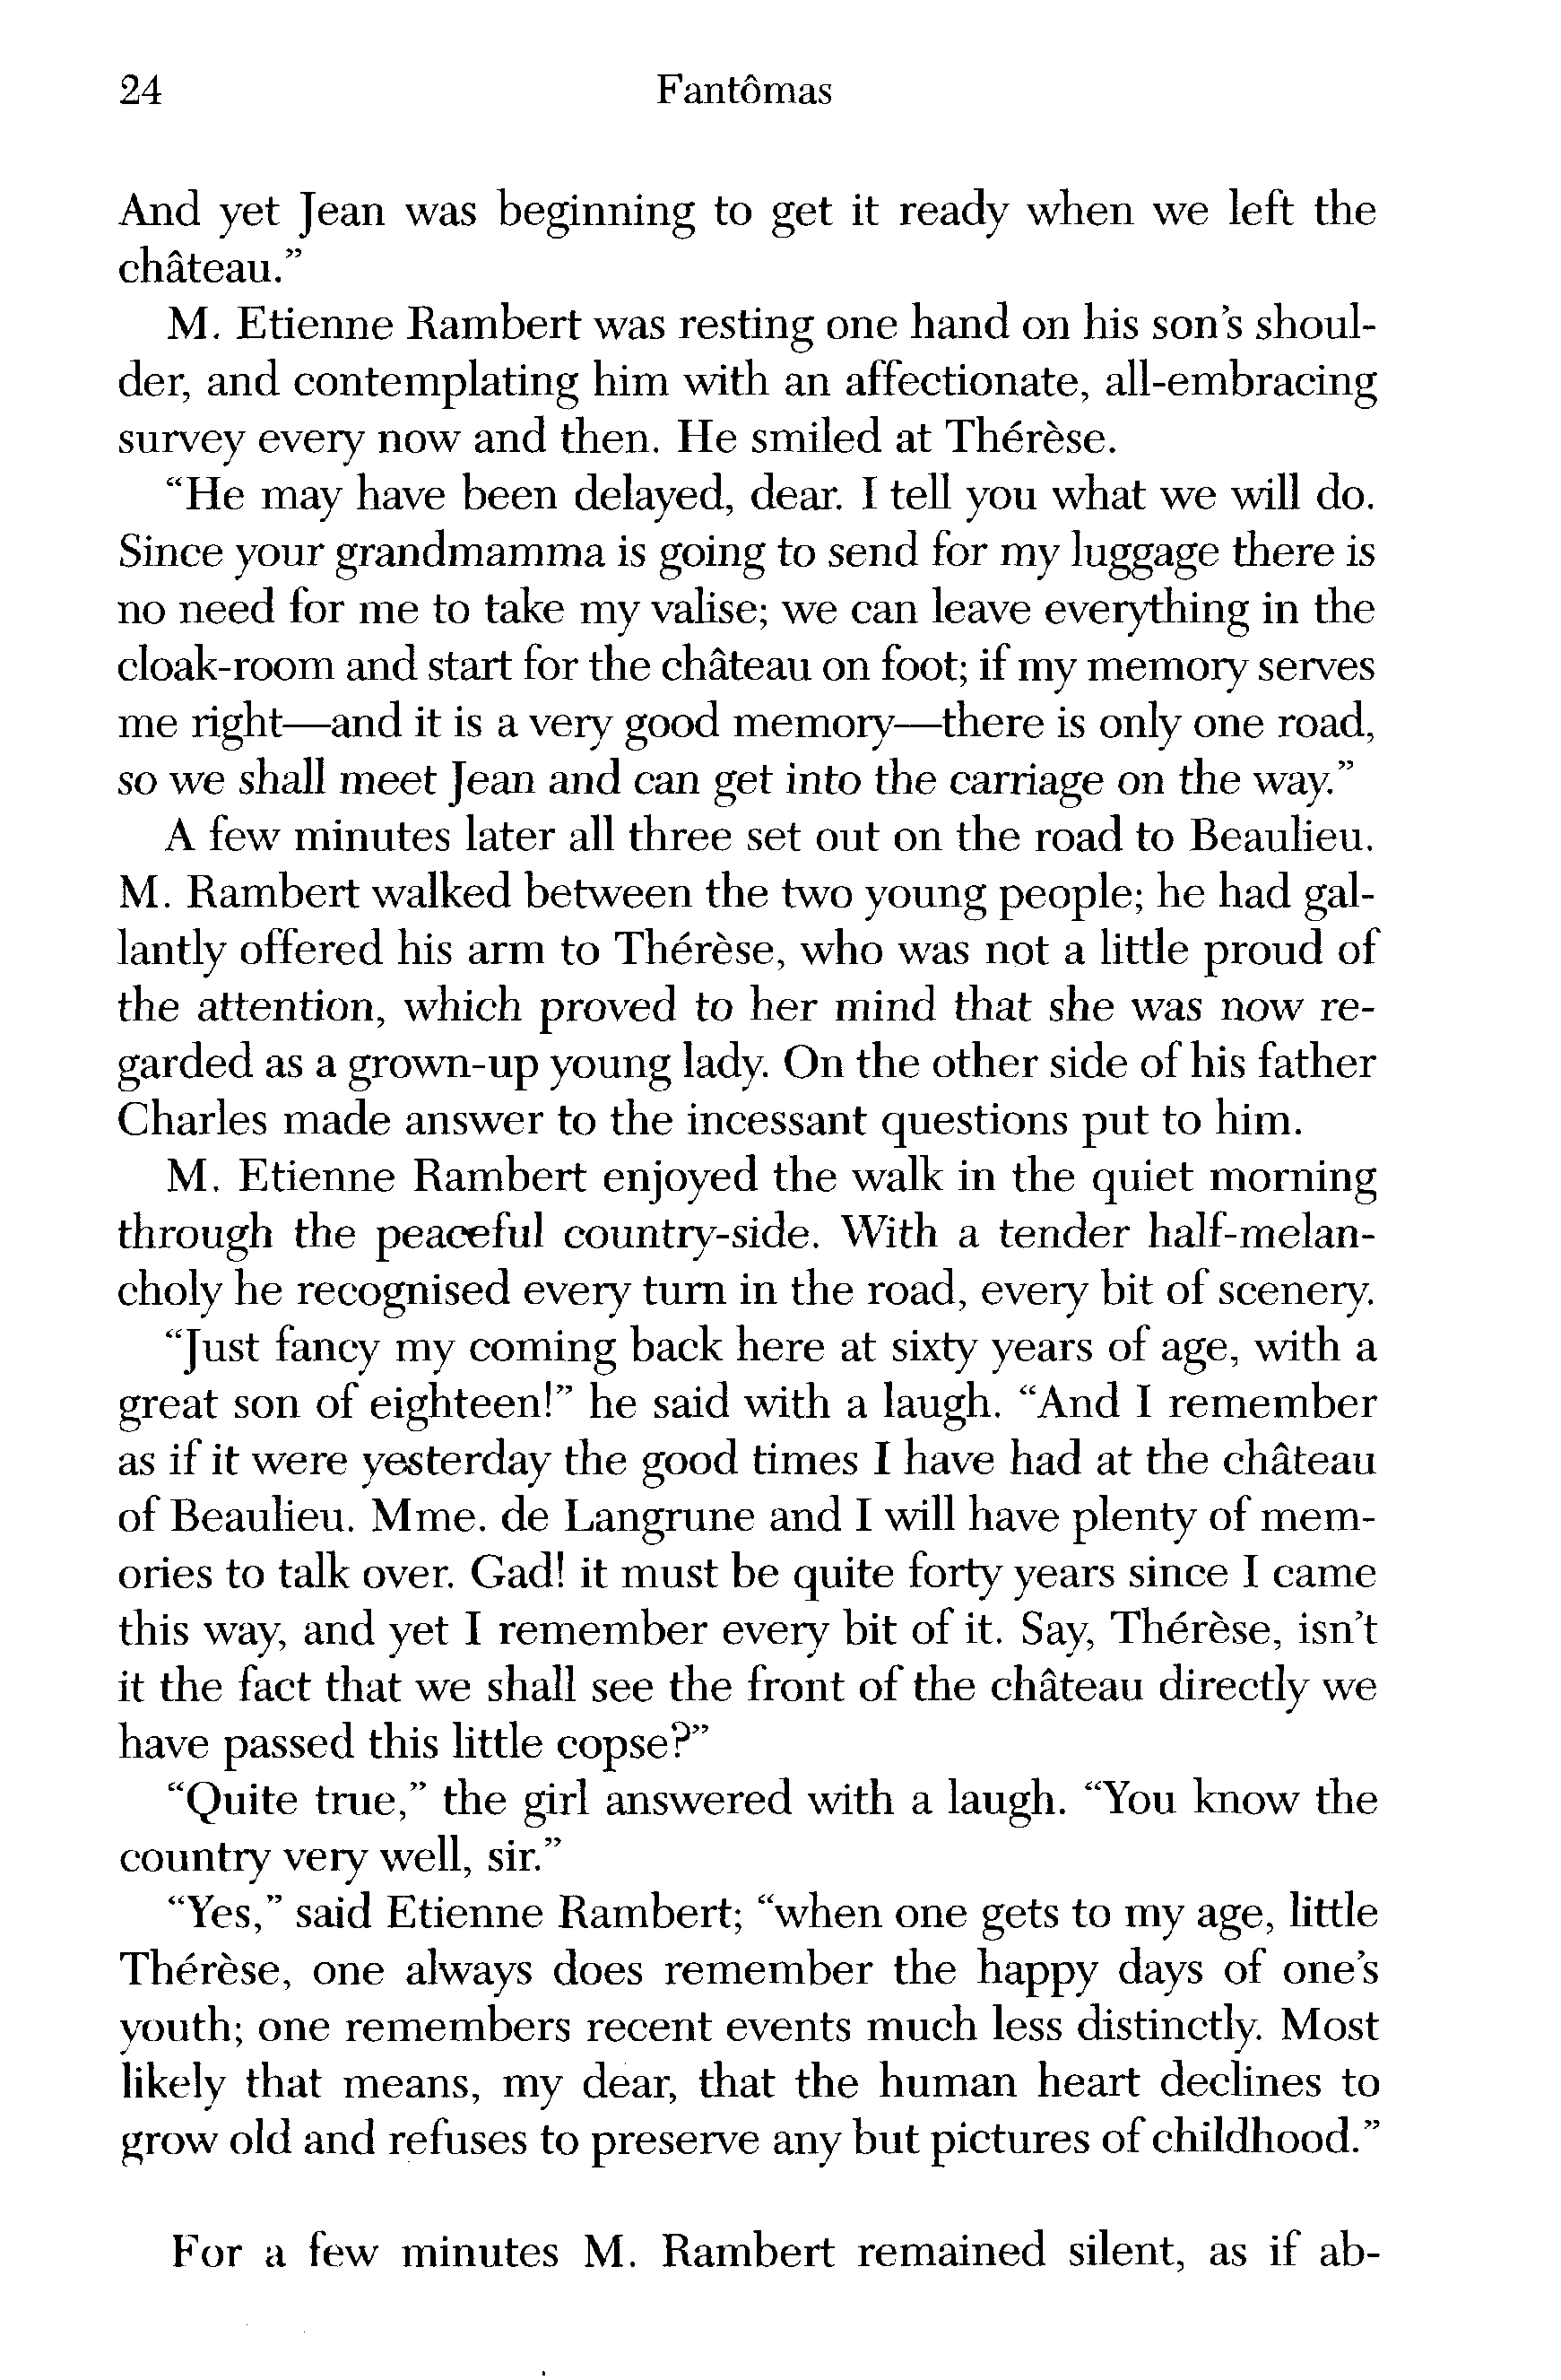 24 Fantômas
And yet Jean was beginning to get it ready when we left the
château.”
M. Etienne Rambert was resting one hand on his son’s shoul-
der, and contemplating him with an affectionate, all-embracing
survey every now and then. He smiled at Thérèse.
“He may have been delayed, dear. I tell you what we will do.
Since your grandmamma is going to send for my luggage there is
no need for me to take my valise; we can leave everything in the
cloak-room and start for the château on foot; if my memory serves
me right—and it is a very good memory—there is only one road,
so we shall meet Jean and can get into the carriage on the way.”
A few minutes later all three set out on the road to Beaulieu.
M. Rambert walked between the two young people; he had gal-
lantly offered his arm to Thérèse, who was not a little proud of
the attention, which proved to her mind that she was now re-
garded as a grown-up young lady. On the other side of his father
Charles made answer to the incessant questions put to him.
M. Etienne Rambert enjoyed the walk in the quiet morning
through the peaceful country-side. With a tender half-melan-
choly he recognised every turn in the road, every bit of scenery.
“Just fancy my coming back here at sixty years of age, with a
great son of eighteen!” he said with a laugh. “And I remember
as if it were yesterday the good times I have had at the château
of Beaulieu. Mme. de Langrune and I will have plenty of mem-
ories to talk over. Gad! it must be quite forty years since I came
this way, and yet I remember every bit of it. Say, Thérèse, isn’t
it the fact that we shall see the front of the château directly we
have passed this little copse?”
“Quite true,” the girl answered with a laugh. “You know the
country very well, sir.”
“Yes,” said Etienne Rambert; “when one gets to my age, little
Thérèse, one always does remember the happy days of one’s
youth; one remembers recent events much less distinctly. Most
likely that means, my dear, that the human heart declines to
grow old and refuses to preserve any but pictures of childhood.”
For a few minutes M. Rambert remained silent, as if ab-